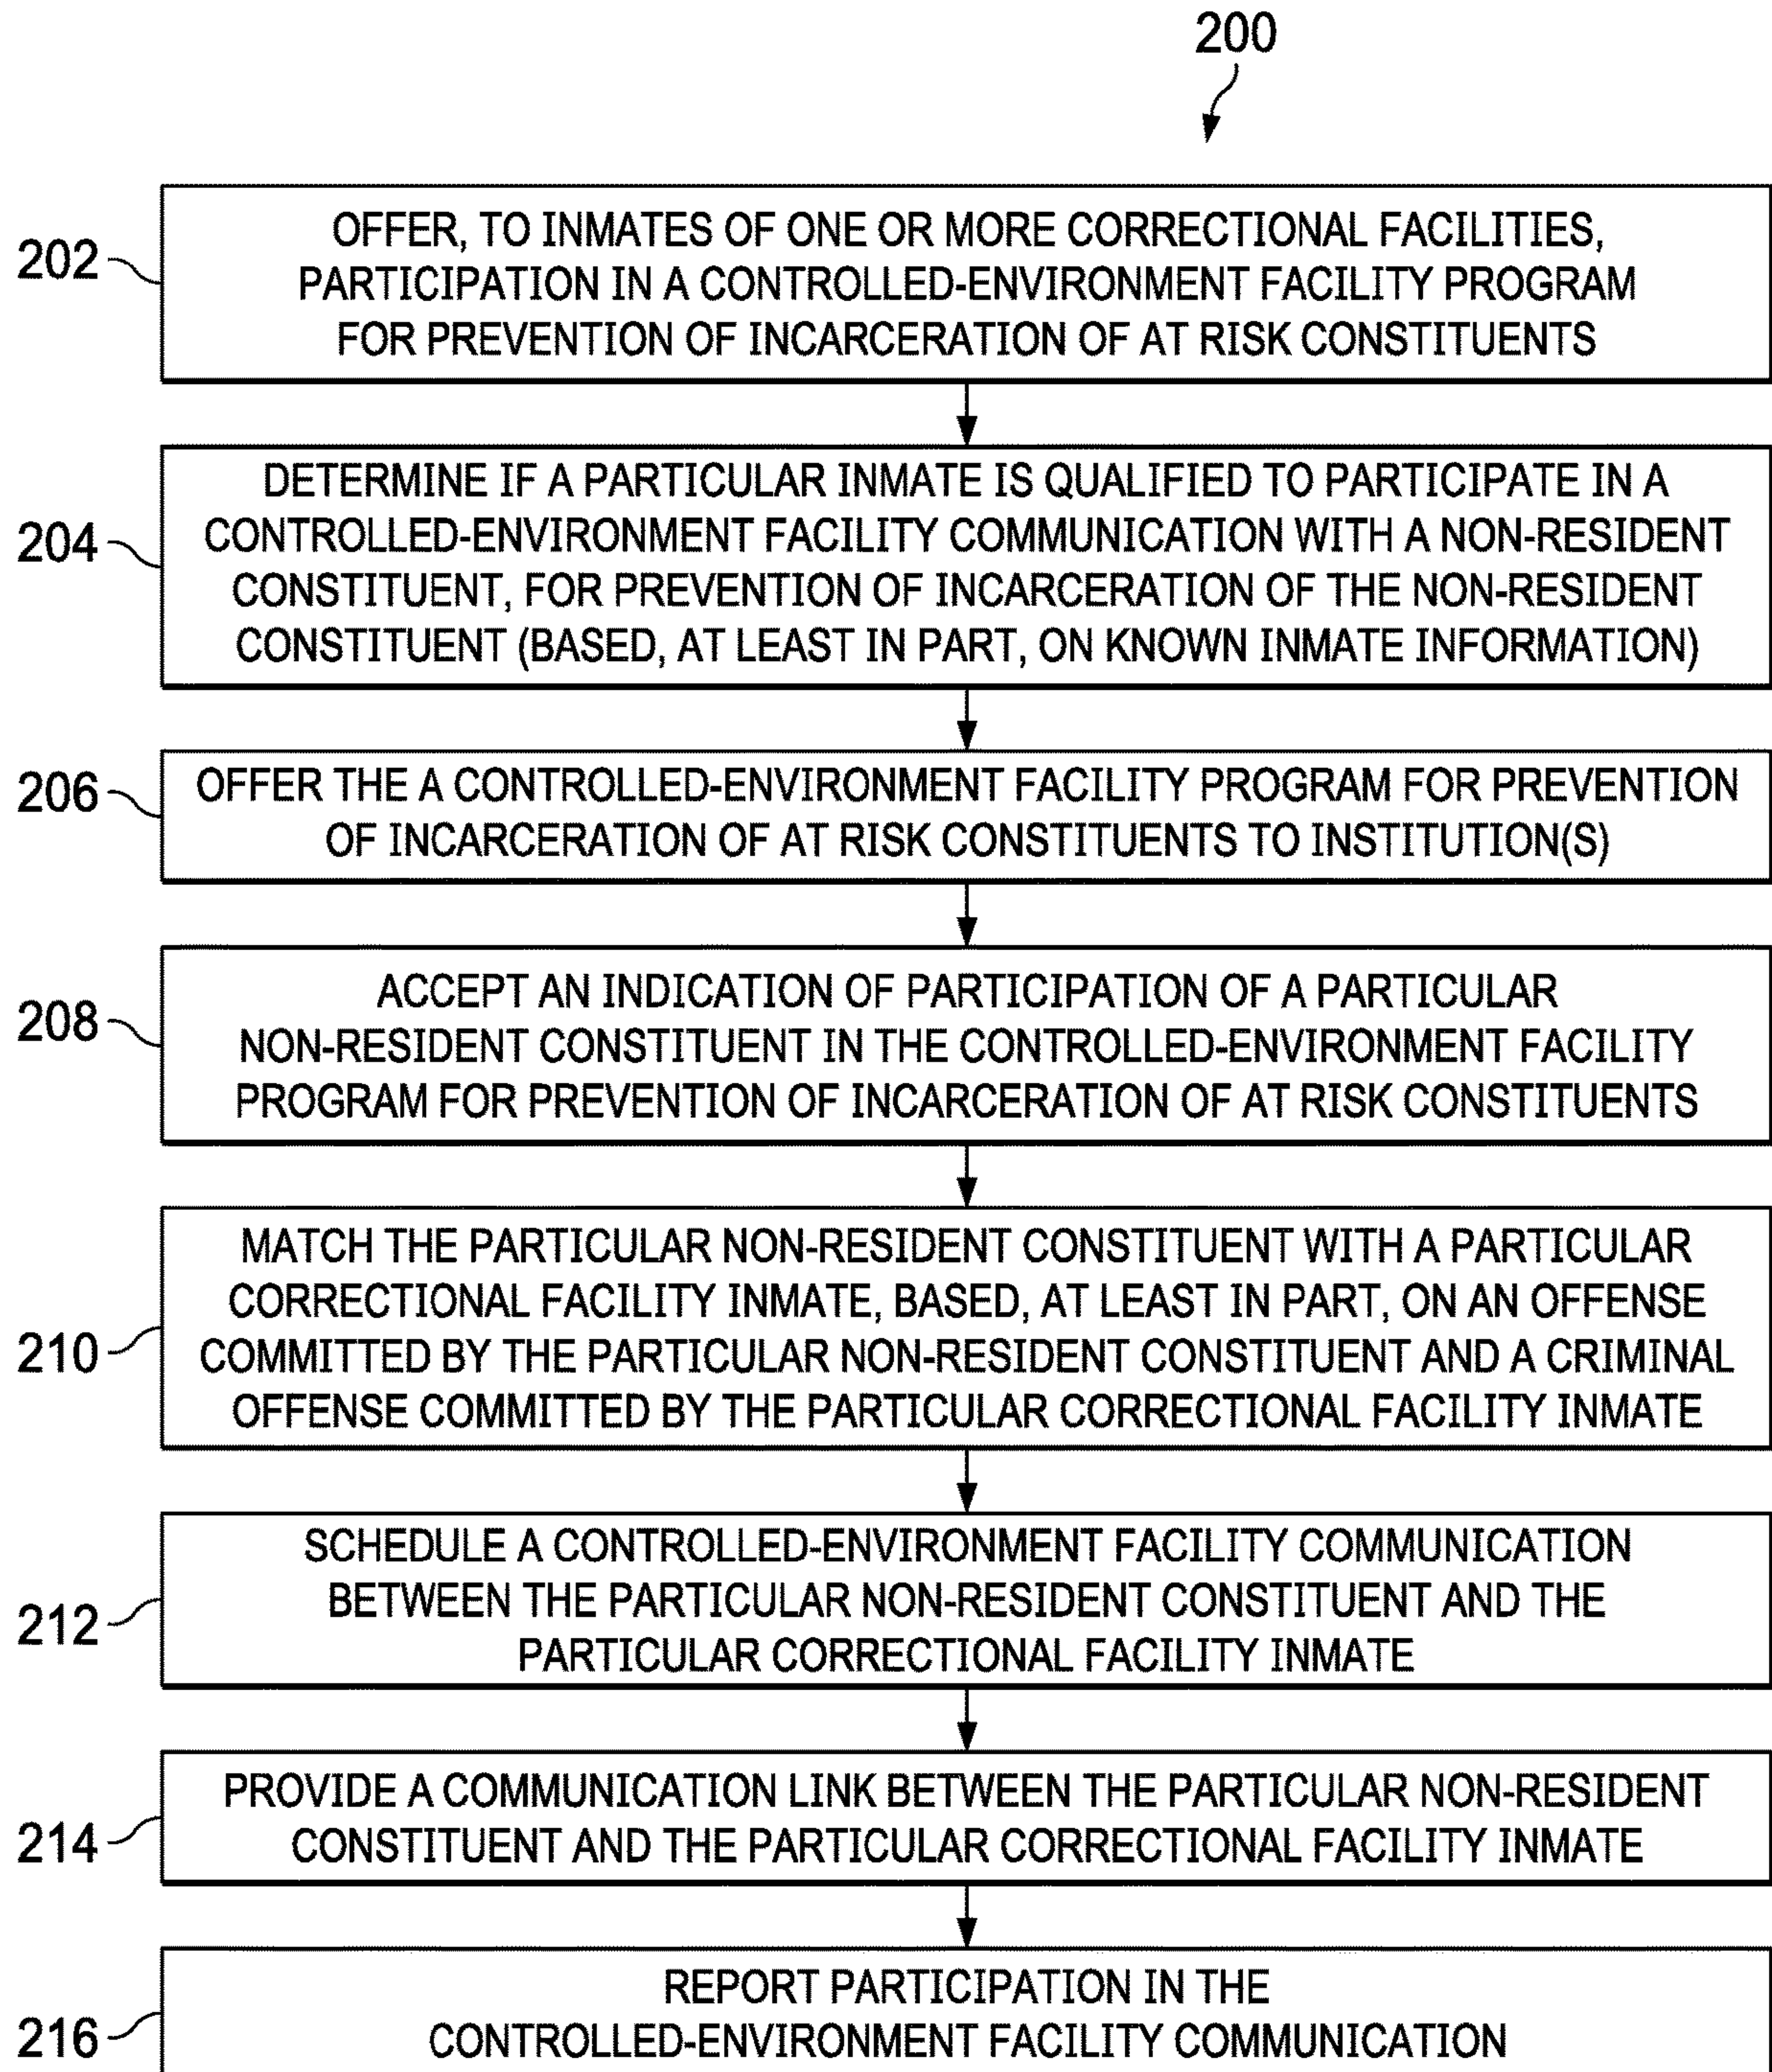 200
202
OFFER, TO INMATES OF ONE OR MORE CORRECTIONAL FACILITIES,
PARTICIPATION IN A CONTROLLED-ENVIRONMENT FACILITY PROGRAM
FOR PREVENTION OF INCARCERATION OF AT RISK CONSTITUENTS
204
DETERMINE IF A PARTICULAR INMATE IS QUALIFIED TO PARTICIPATE IN A
CONTROLLED-ENVIRONMENT FACILITY COMMUNICATION WITH A NON-RESIDENT
CONSTITUENT, FOR PREVENTION OF INCARCERATION OF THE NON-RESIDENT
CONSTITUENT (BASED, AT LEAST IN PART, ON KNOWN INMATE INFORMATION)
206
OFFER THE A CONTROLLED-ENVIRONMENT FACILITY PROGRAM FOR PREVENTION
OF INCARCERATION OF AT RISK CONSTITUENTS TO INSTITUTION(S)
208
ACCEPT AN INDICATION OF PARTICIPATION OF A PARTICULAR
NON-RESIDENT CONSTITUENT IN THE CONTROLLED-ENVIRONMENT FACILITY
PROGRAM FOR PREVENTION OF INCARCERATION OF AT RISK CONSTITUENTS
210
MATCH THE PARTICULAR NON-RESIDENT CONSTITUENT WITH A PARTICULAR
CORRECTIONAL FACILITY INMATE, BASED, AT LEAST IN PART, ON AN OFFENSE
COMMITTED BY THE PARTICULAR NON-RESIDENT CONSTITUENT AND A CRIMINAL
OFFENSE COMMITTED BY THE PARTICULAR CORRECTIONAL FACILITY INMATE
212
SCHEDULE A CONTROLLED-ENVIRONMENT FACILITY COMMUNICATION
BETWEEN THE PARTICULAR NON-RESIDENT CONSTITUENT AND THE
PARTICULAR CORRECTIONAL FACILITY INMATE
214
PROVIDE A COMMUNICATION LINK BETWEEN THE PARTICULAR NON-RESIDENT
CONSTITUENT AND THE PARTICULAR CORRECTIONAL FACILITY INMATE
216
REPORT PARTICIPATION IN THE
CONTROLLED-ENVIRONMENT FACILITY COMMUNICATION